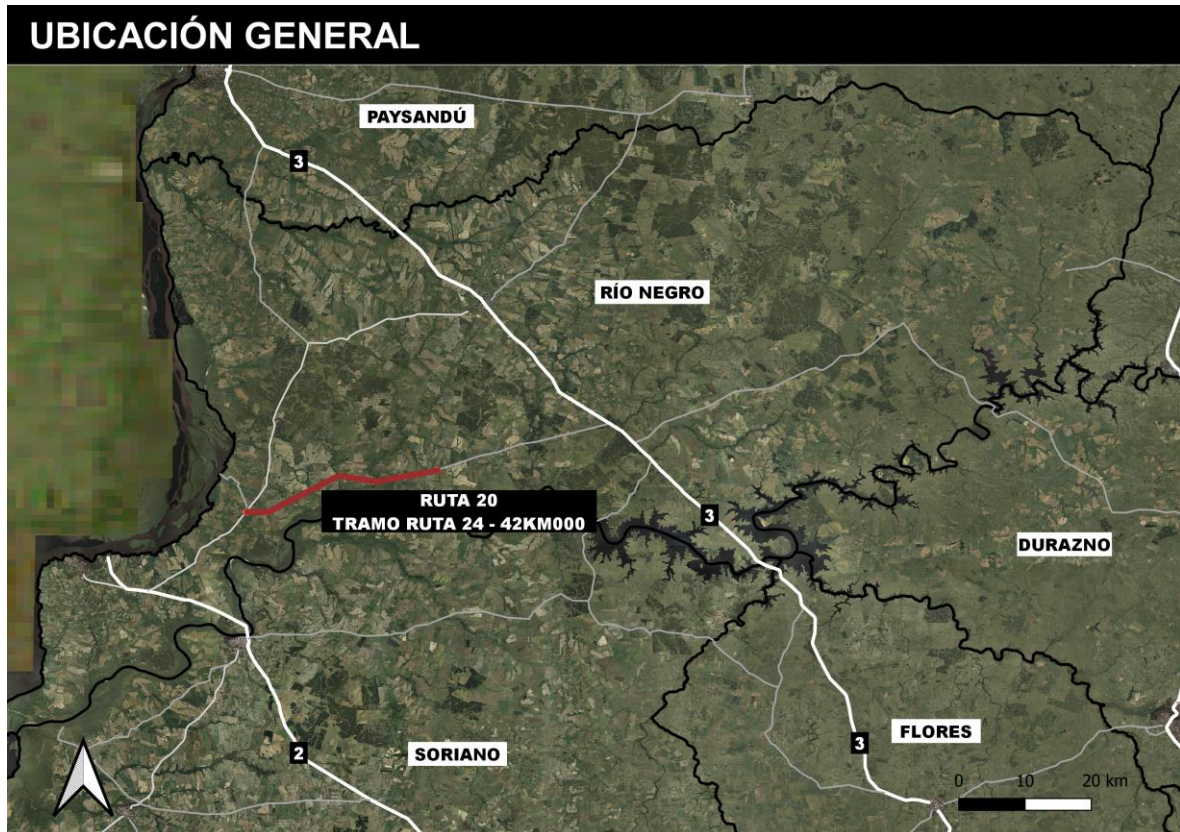 UBICACIÓN GENERAL
PAYSANDÚ
3
RÍO NEGRO
RUTA 20
TRAMO RUTA 24 - 42KM000
3
DURAZNO
FLORES
3
SORIANO
2
0 10 20 km